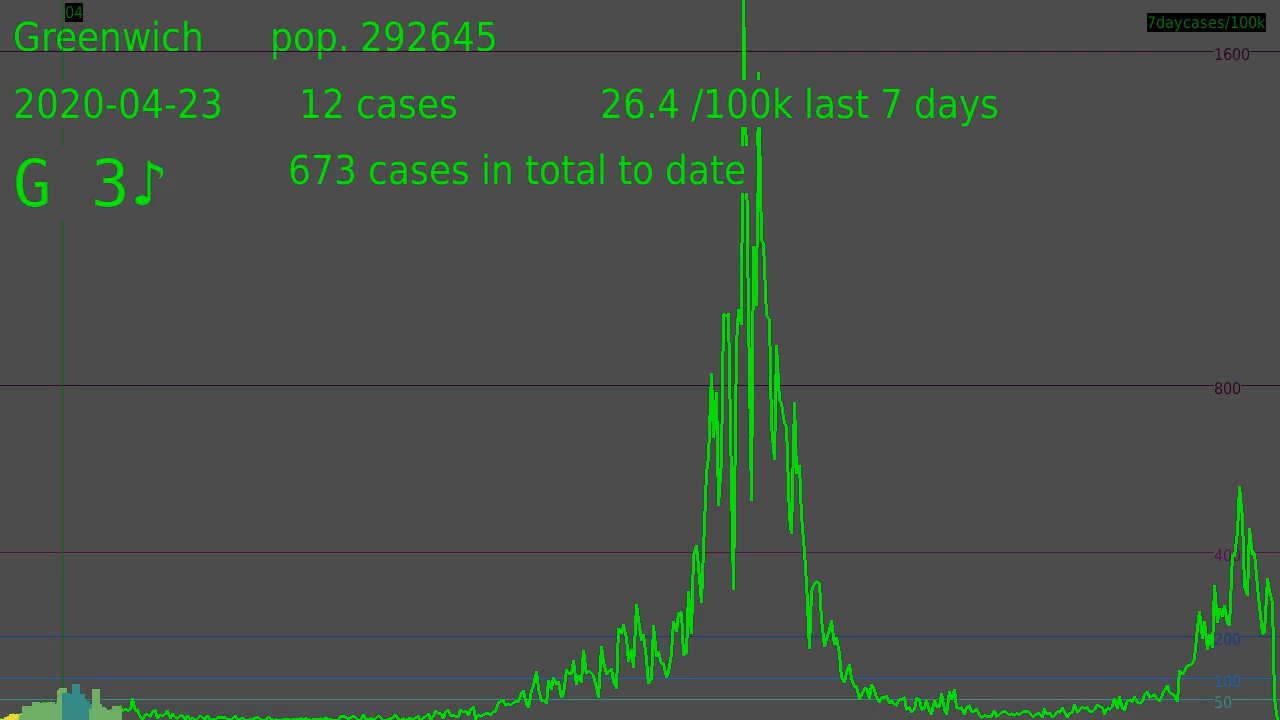 04
7daycases/100k
Greenwich pop. 292645
1600
2020-04-23 12 cases 26.4 /100k last 7 days
G 3♪ 673 cases in total to date
800
400
200
100
50